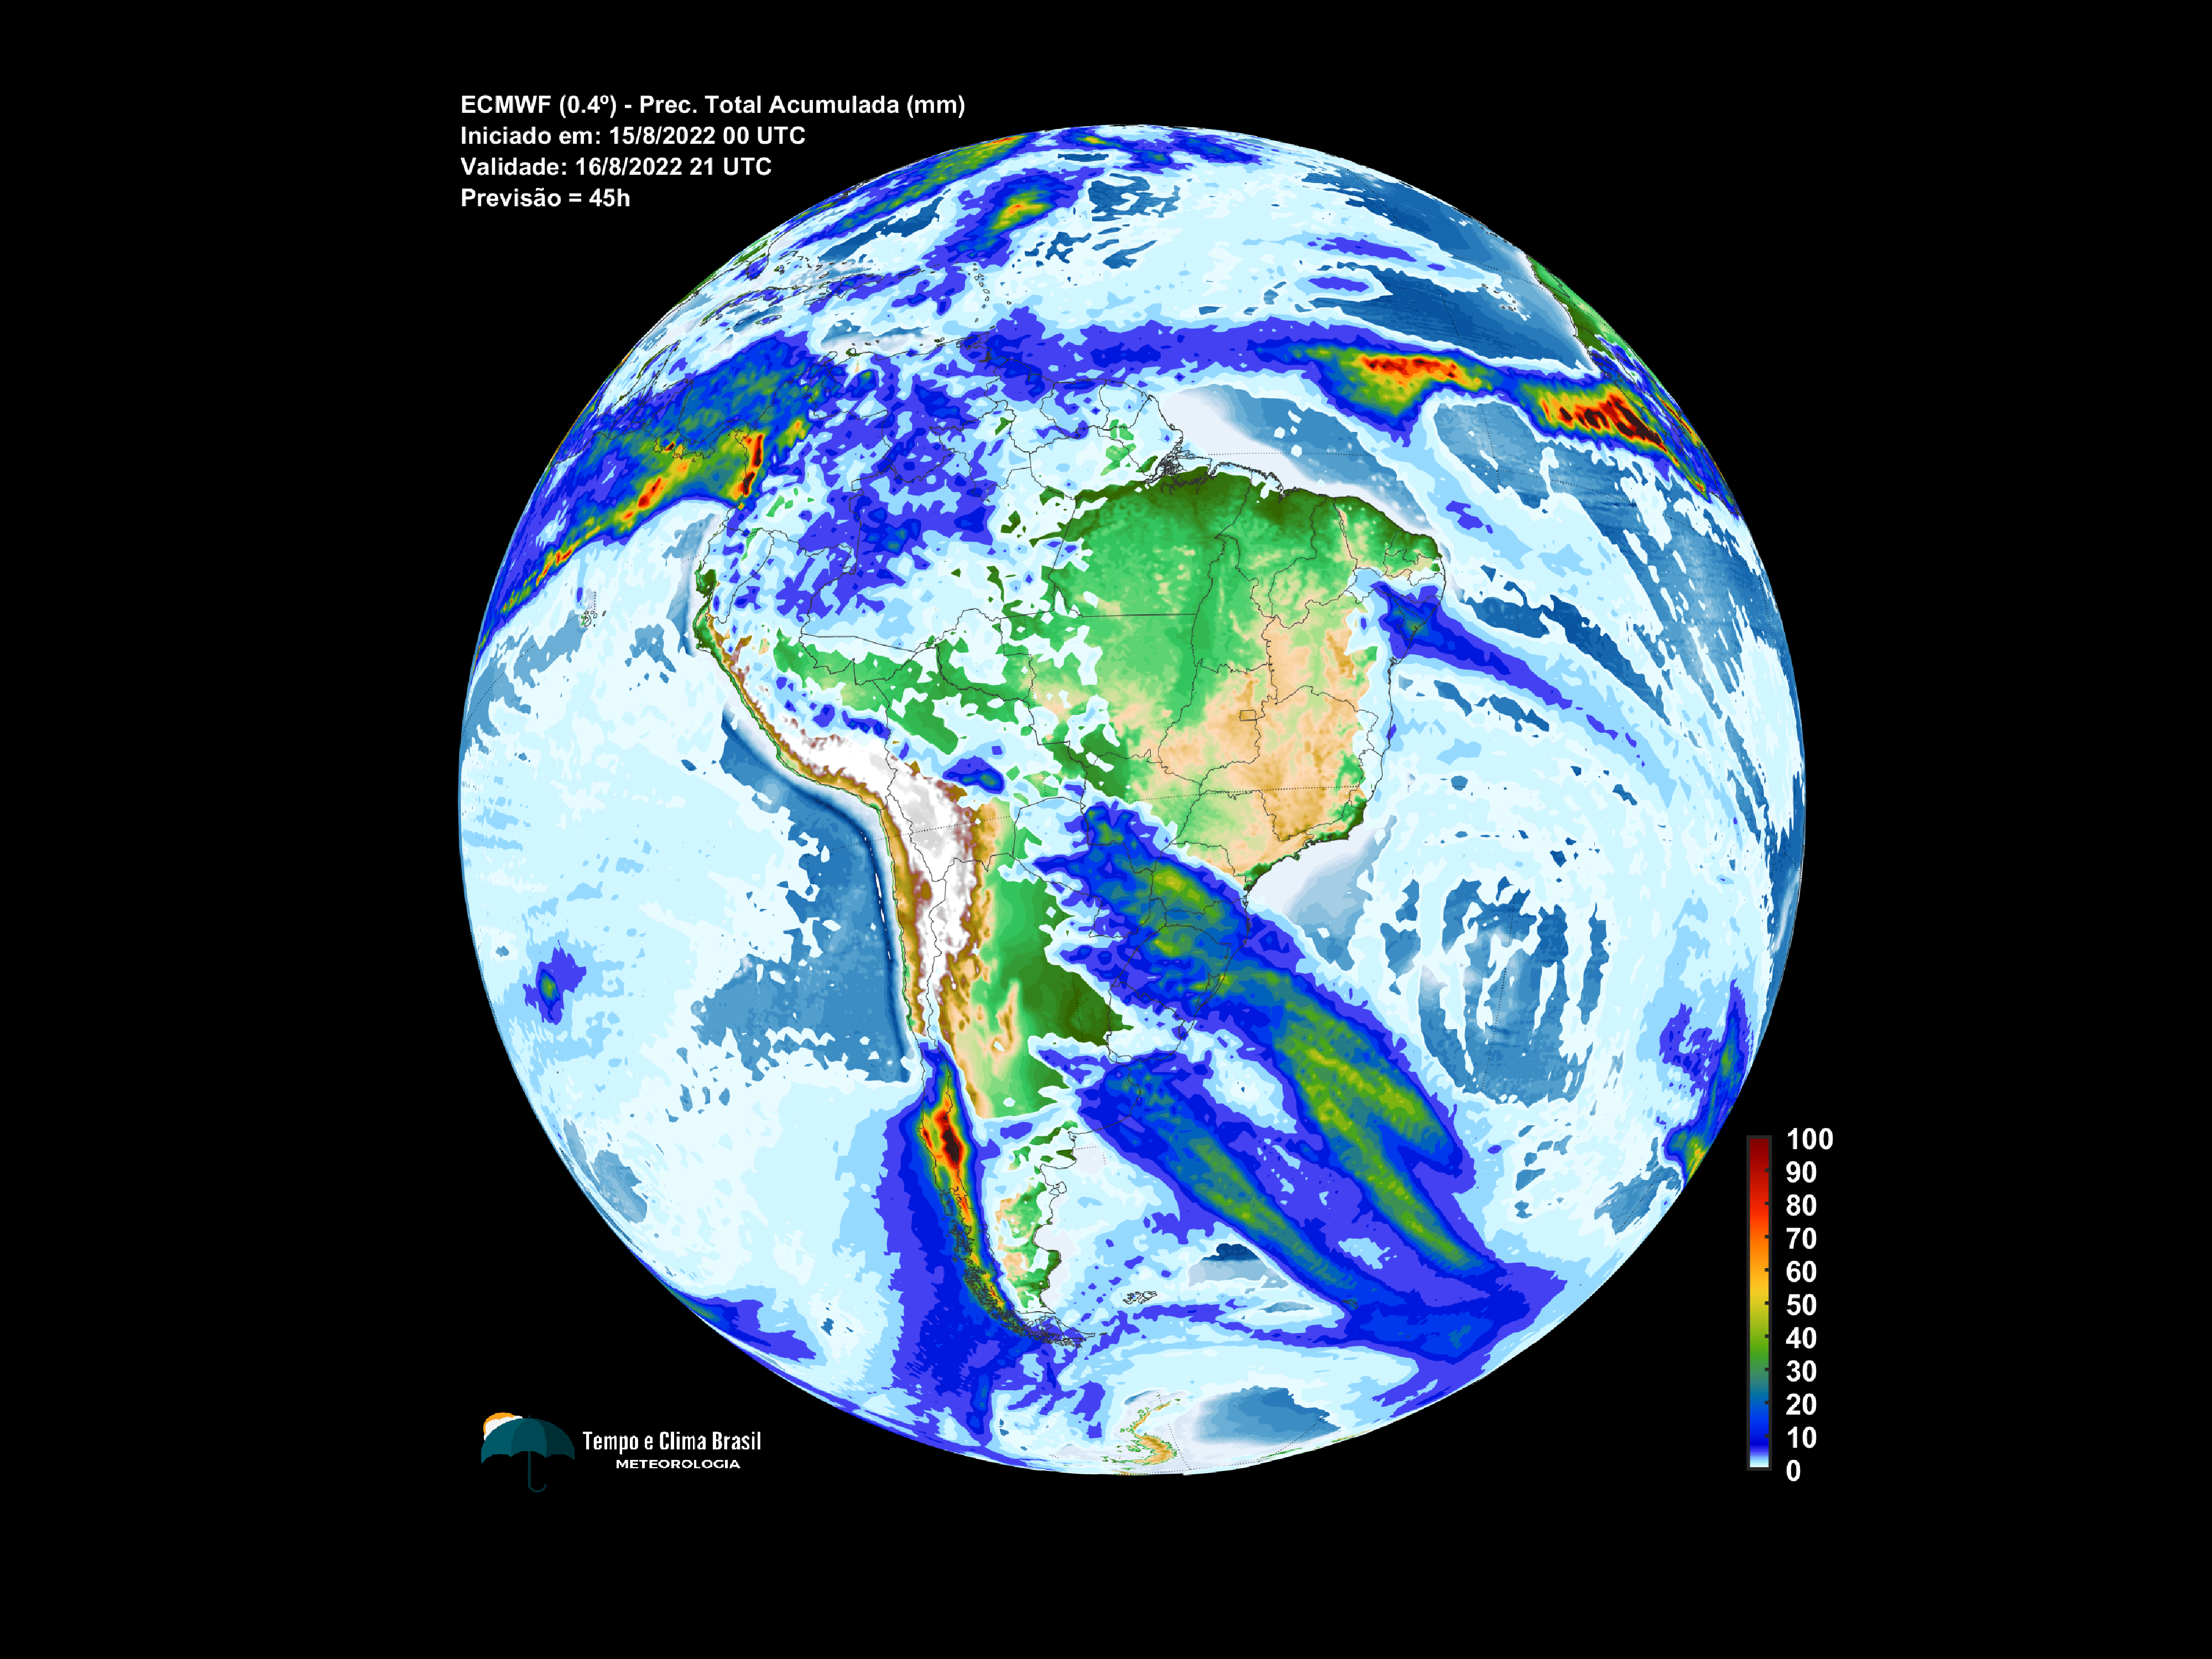 ECMWF (0.4º) - Prec. Total Acumulada (mm)
Iniciado em: 15/8/2022 00 UTC
Validade: 16/8/2022 21 UTC
Previsão = 45h
100
90
80
70
60
50
40
30
20
10
0
Tempo e Clima Brasil
METEOROLOGIA